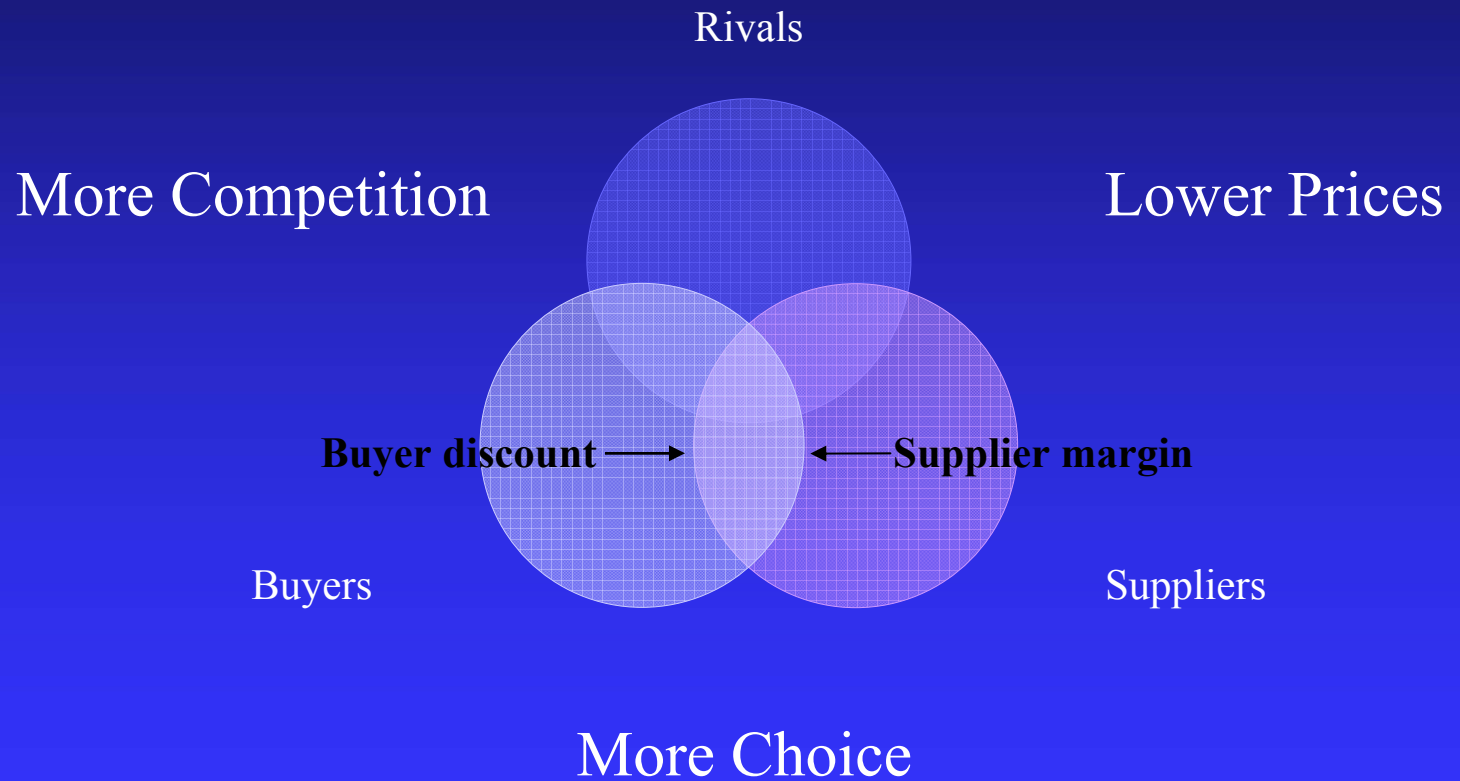 Rivals
More Competition
Lower Prices
Buyer discount
Supplier margin
Buyers
Suppliers
More Choice